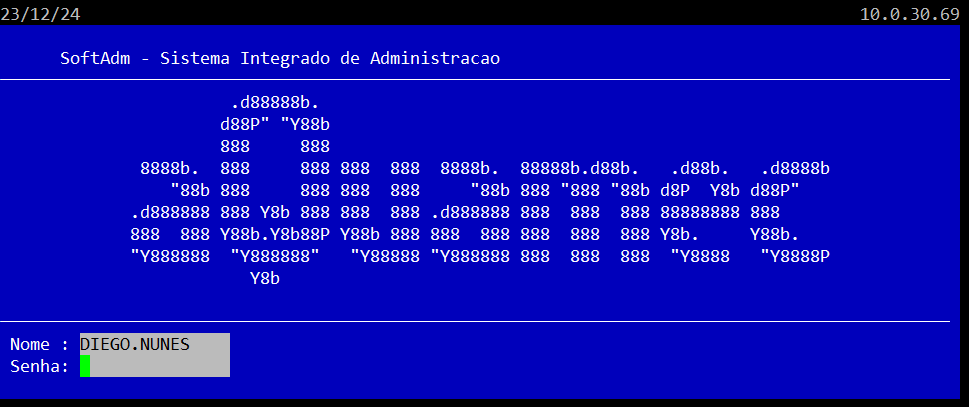 23/12/24 10.0.30.69
SoftAdm - Sistema Integrado de Administracao
.d88888b.
d88P" "Y88b
888     888
8888b.  888     888 888  888  8888b.  88888b.d88b.   .d88b.   .d8888b
"88b 888     888 888  888     "88b 888 "888 "88b d8P  Y8b d88P"
.d888888 888 Y8b 888 888  888 .d888888 888  888  888 88888888 888
888  888 Y88b.Y8b88P Y88b 888 888  888 888  888  888 Y8b.     Y88b.
"Y888888  "Y888888"   "Y88888 "Y888888 888  888  888  "Y8888   "Y8888P
Y8b
Nome : DIEGO.NUNES
Senha: